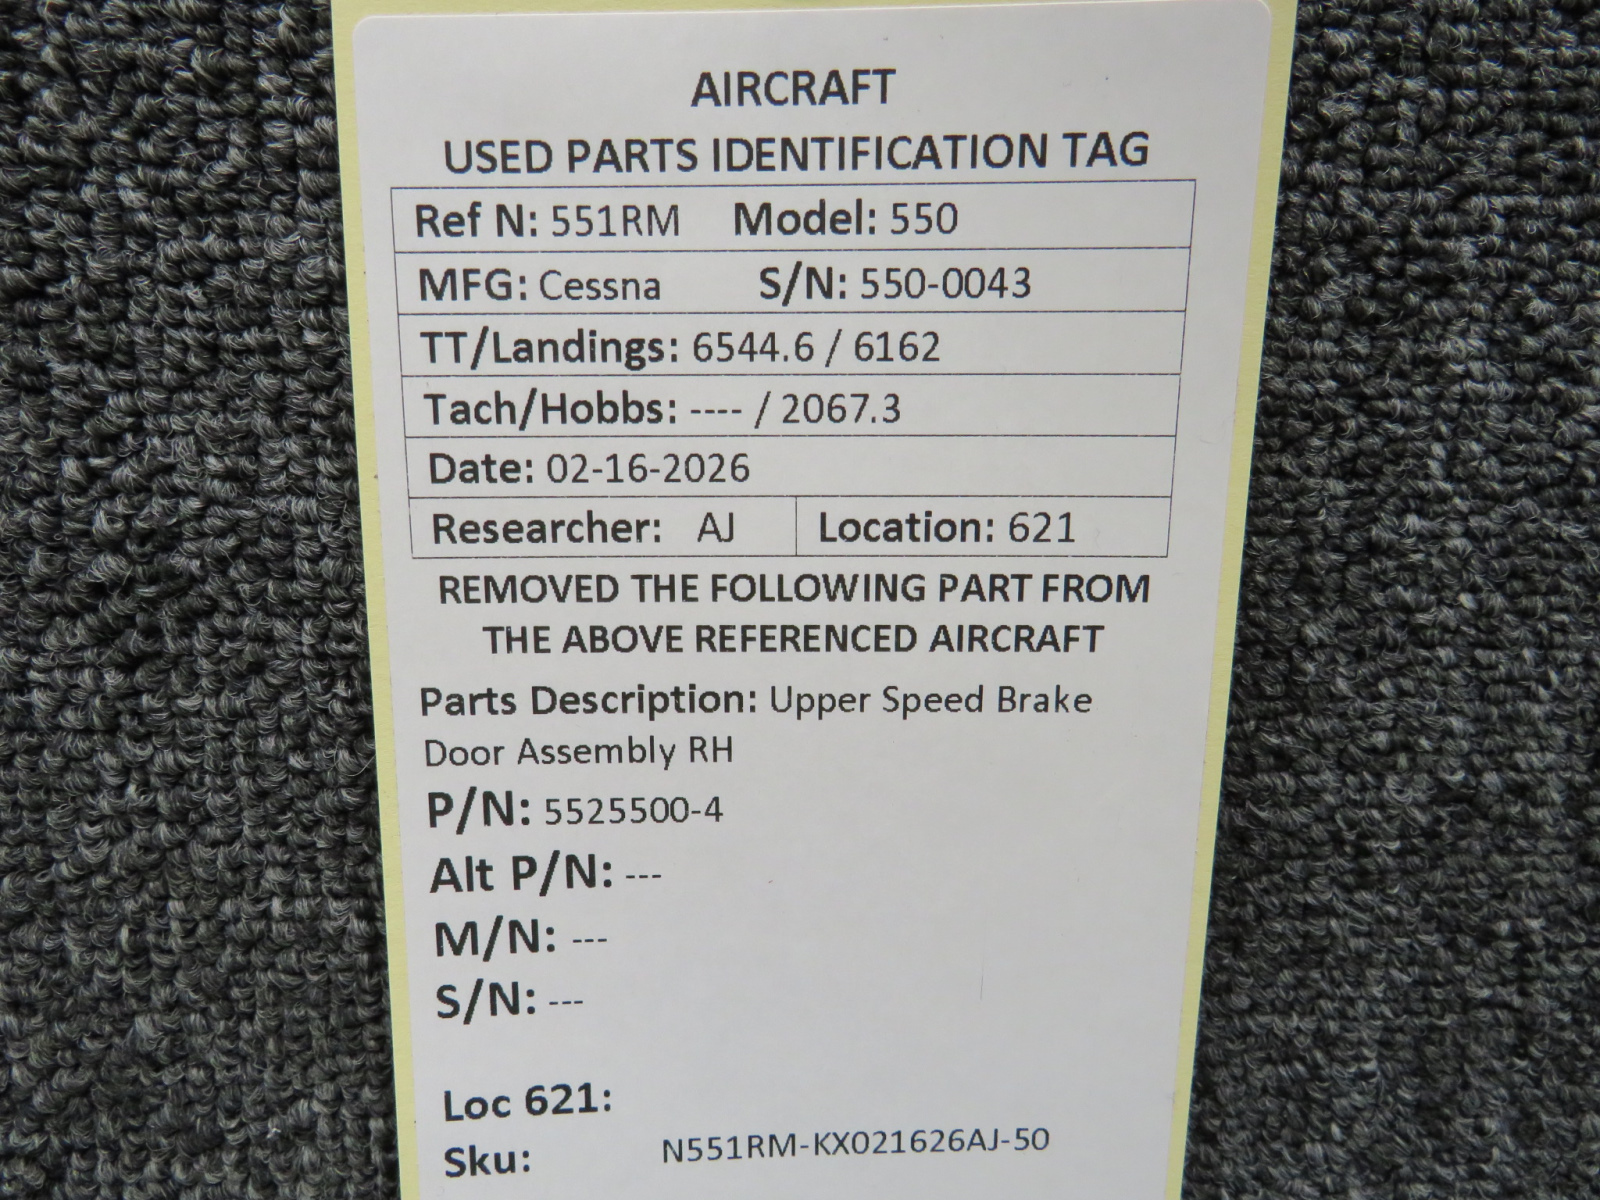 AIRCRAFT
USED PARTS IDENTIFICATION TAG
Ref N: 551RM Model: 550
MFG: Cessna S/N: 550-0043
TT/Landings: 6544.6 / 6162
Tach/Hobbs: ---- / 2067.3
Date: 02-16-2026
Researcher: AJ Location: 621
REMOVED THE FOLLOWING PART FROM
THE ABOVE REFERENCED AIRCRAFT
Parts Description: Upper Speed Brake
Door Assembly RH
P/N: 5525500-4
Alt P/N: ---
M/N: ---
S/N: ---
Loc 621:
Sku: N551RM-KX021626AJ-50